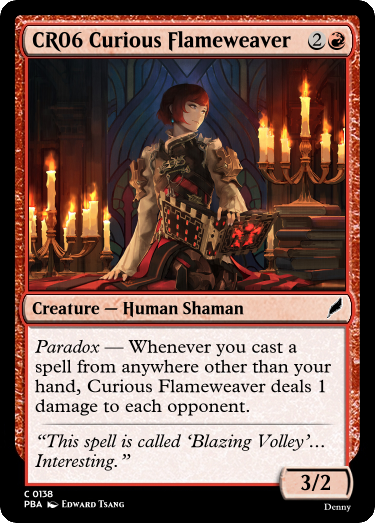 CR06 Curious Flameweaver 2
Creature — Human Shaman
Paradox — Whenever you cast a
spell from anywhere other than your
hand, Curious Flameweaver deals 1
damage to each opponent.
“This spell is called ‘Blazing Volley’…
Interesting.”
3/2
C 0138
PBA Edward Tsang
Denny